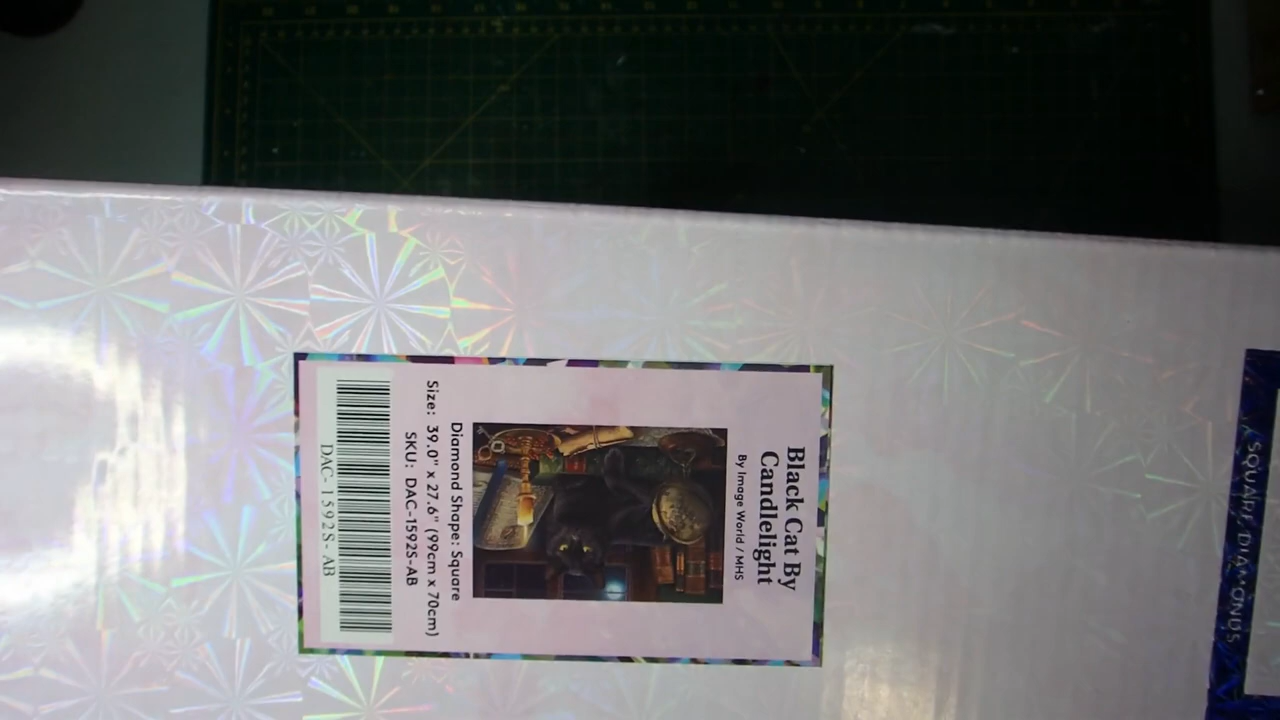 Black Cat By
Candlelight
By Image World / MHS
Diamond Shape: Square
Size: 39.0" x 27.6" (99cm x 70cm)
SKU: DAC-1592S-AB
DAC-1592S-AB
SQUARE DIAMONDS